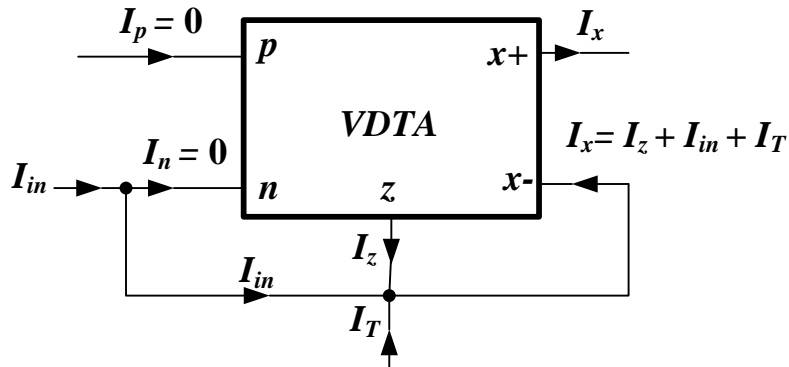 I_p = 0
I_x
p
x+
VDTA
I_x = I_z + I_in + I_T
I_n = 0
I_in
n
z
x-
I_z
I_in
I_T